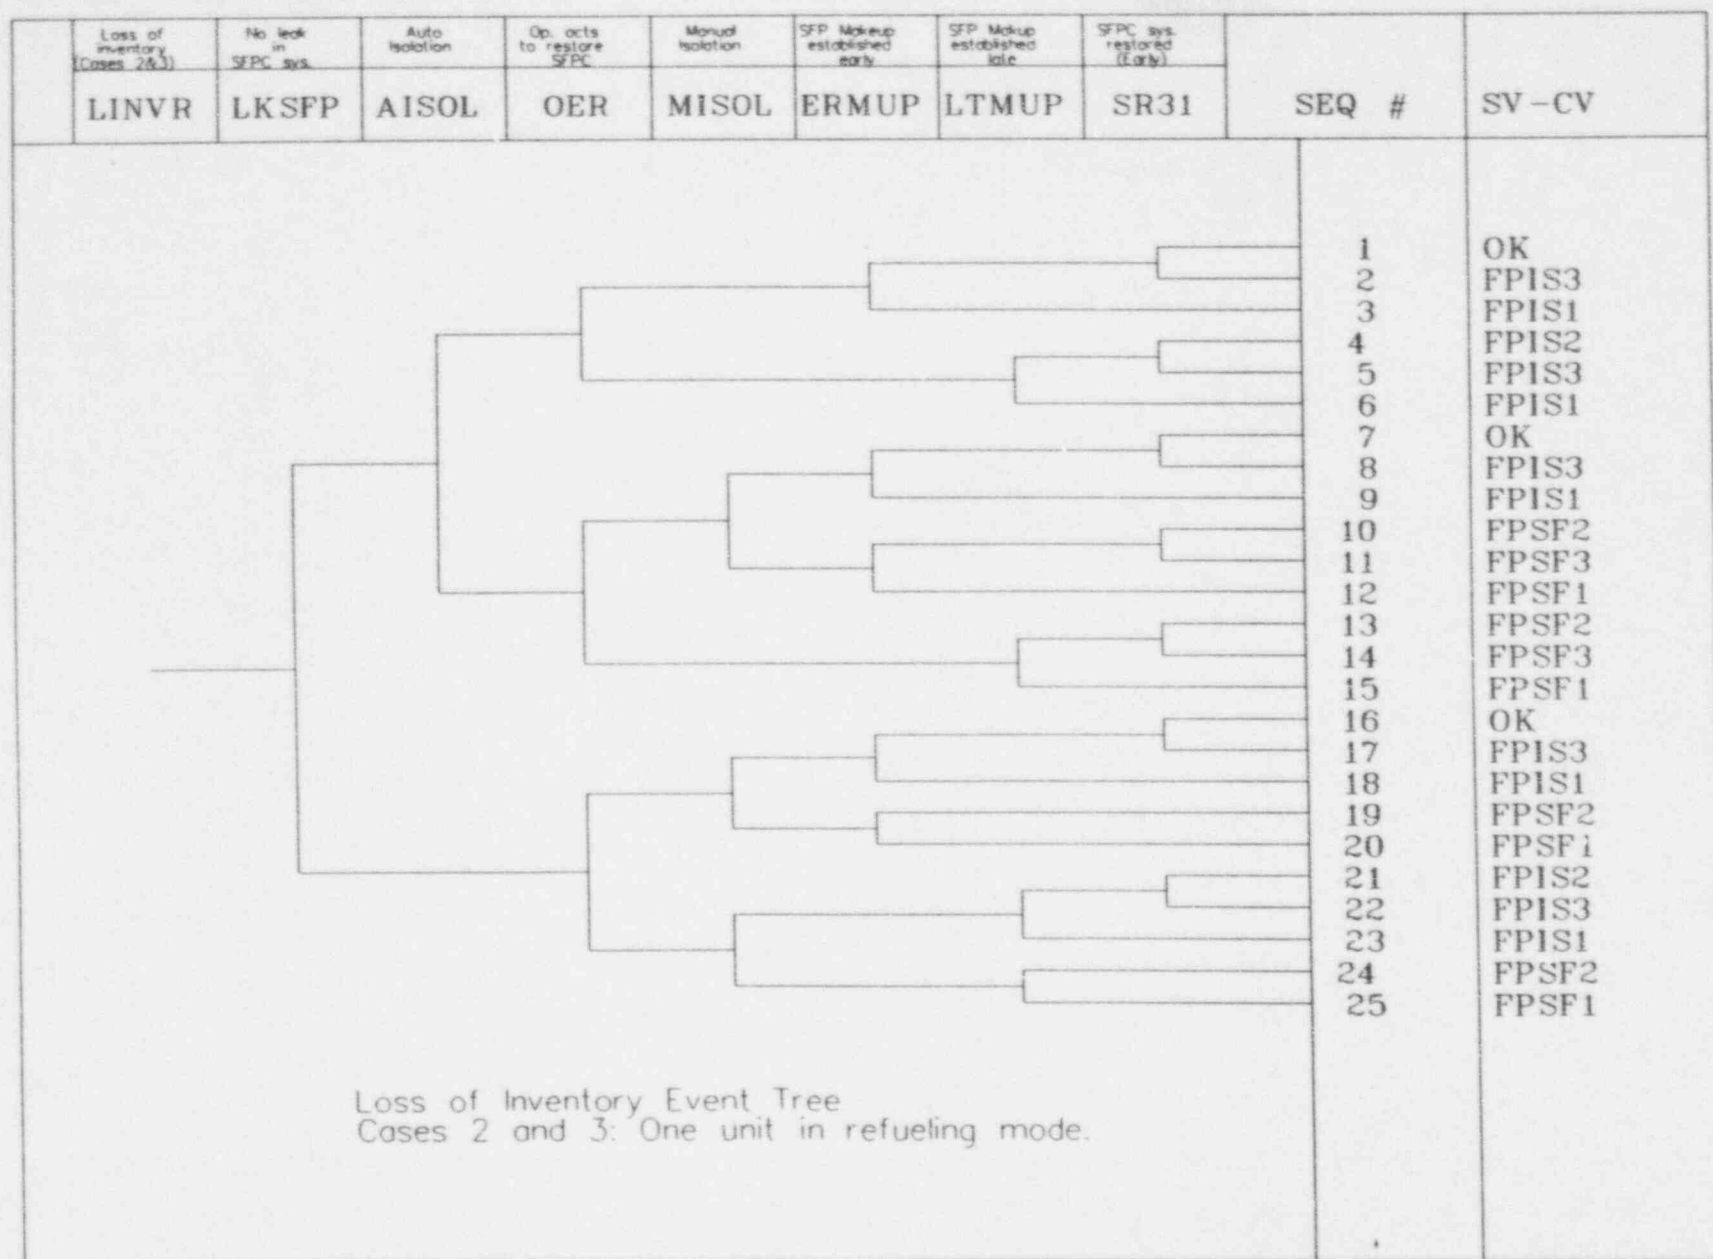 Loss of inventory (Cases 2&3)
No leak in SFPC sys.
Auto Isolation
Op. acts to restore SFPC
Manual Isolation
SFP Makeup established early
SFP Makup established late
SFPC sys. restored (Early)
LINVR LKSFP AISOL OER MISOL ERMUP LTMUP SR31 SEQ # SV-CV
1 OK
2 FPIS3
3 FPIS1
4 FPIS2
5 FPIS3
6 FPIS1
7 OK
8 FPIS3
9 FPIS1
10 FPSF2
11 FPSF3
12 FPSF1
13 FPSF2
14 FPSF3
15 FPSF1
16 OK
17 FPIS3
18 FPIS1
19 FPSF2
20 FPSF1
21 FPIS2
22 FPIS3
23 FPIS1
24 FPSF2
25 FPSF1
Loss of Inventory Event Tree
Cases 2 and 3: One unit in refueling mode.